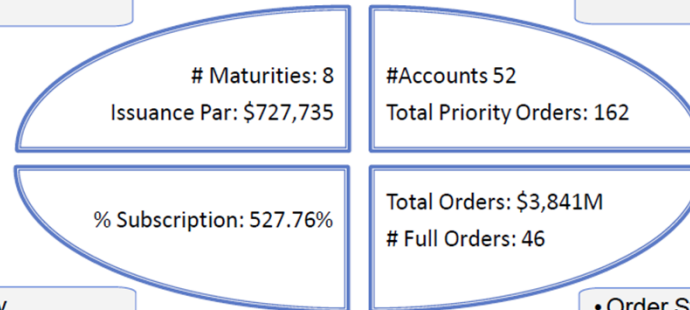 # Maturities: 8
Issuance Par: $727,735
#Accounts 52
Total Priority Orders: 162
% Subscription: 527.76%
Total Orders: $3,841M
# Full Orders: 46
• Order S